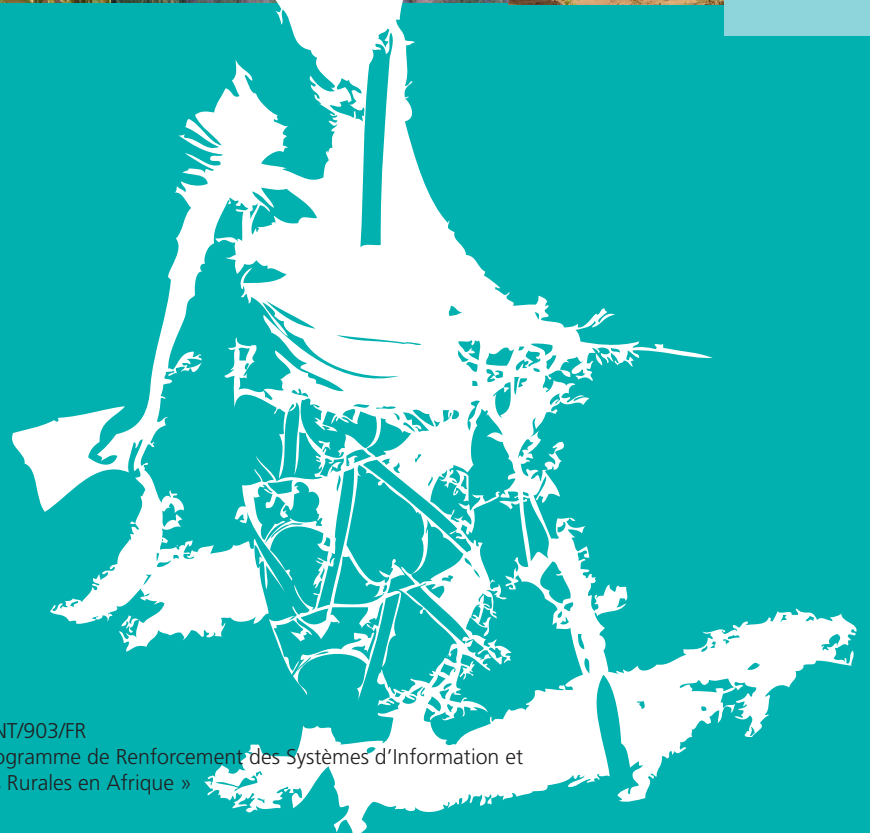 NT/903/FR
ogramme de Renforcement des Systèmes d'Information et
s Rurales en Afrique »